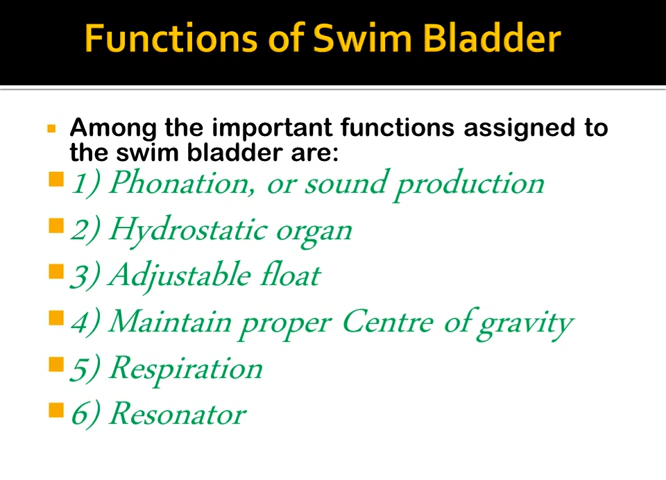 Functions of Swim Bladder
Among the important functions assigned to
the swim bladder are:
1) Phonation, or sound production
2) Hydrostatic organ
3) Adjustable float
4) Maintain proper Centre of gravity
5) Respiration
6) Resonator